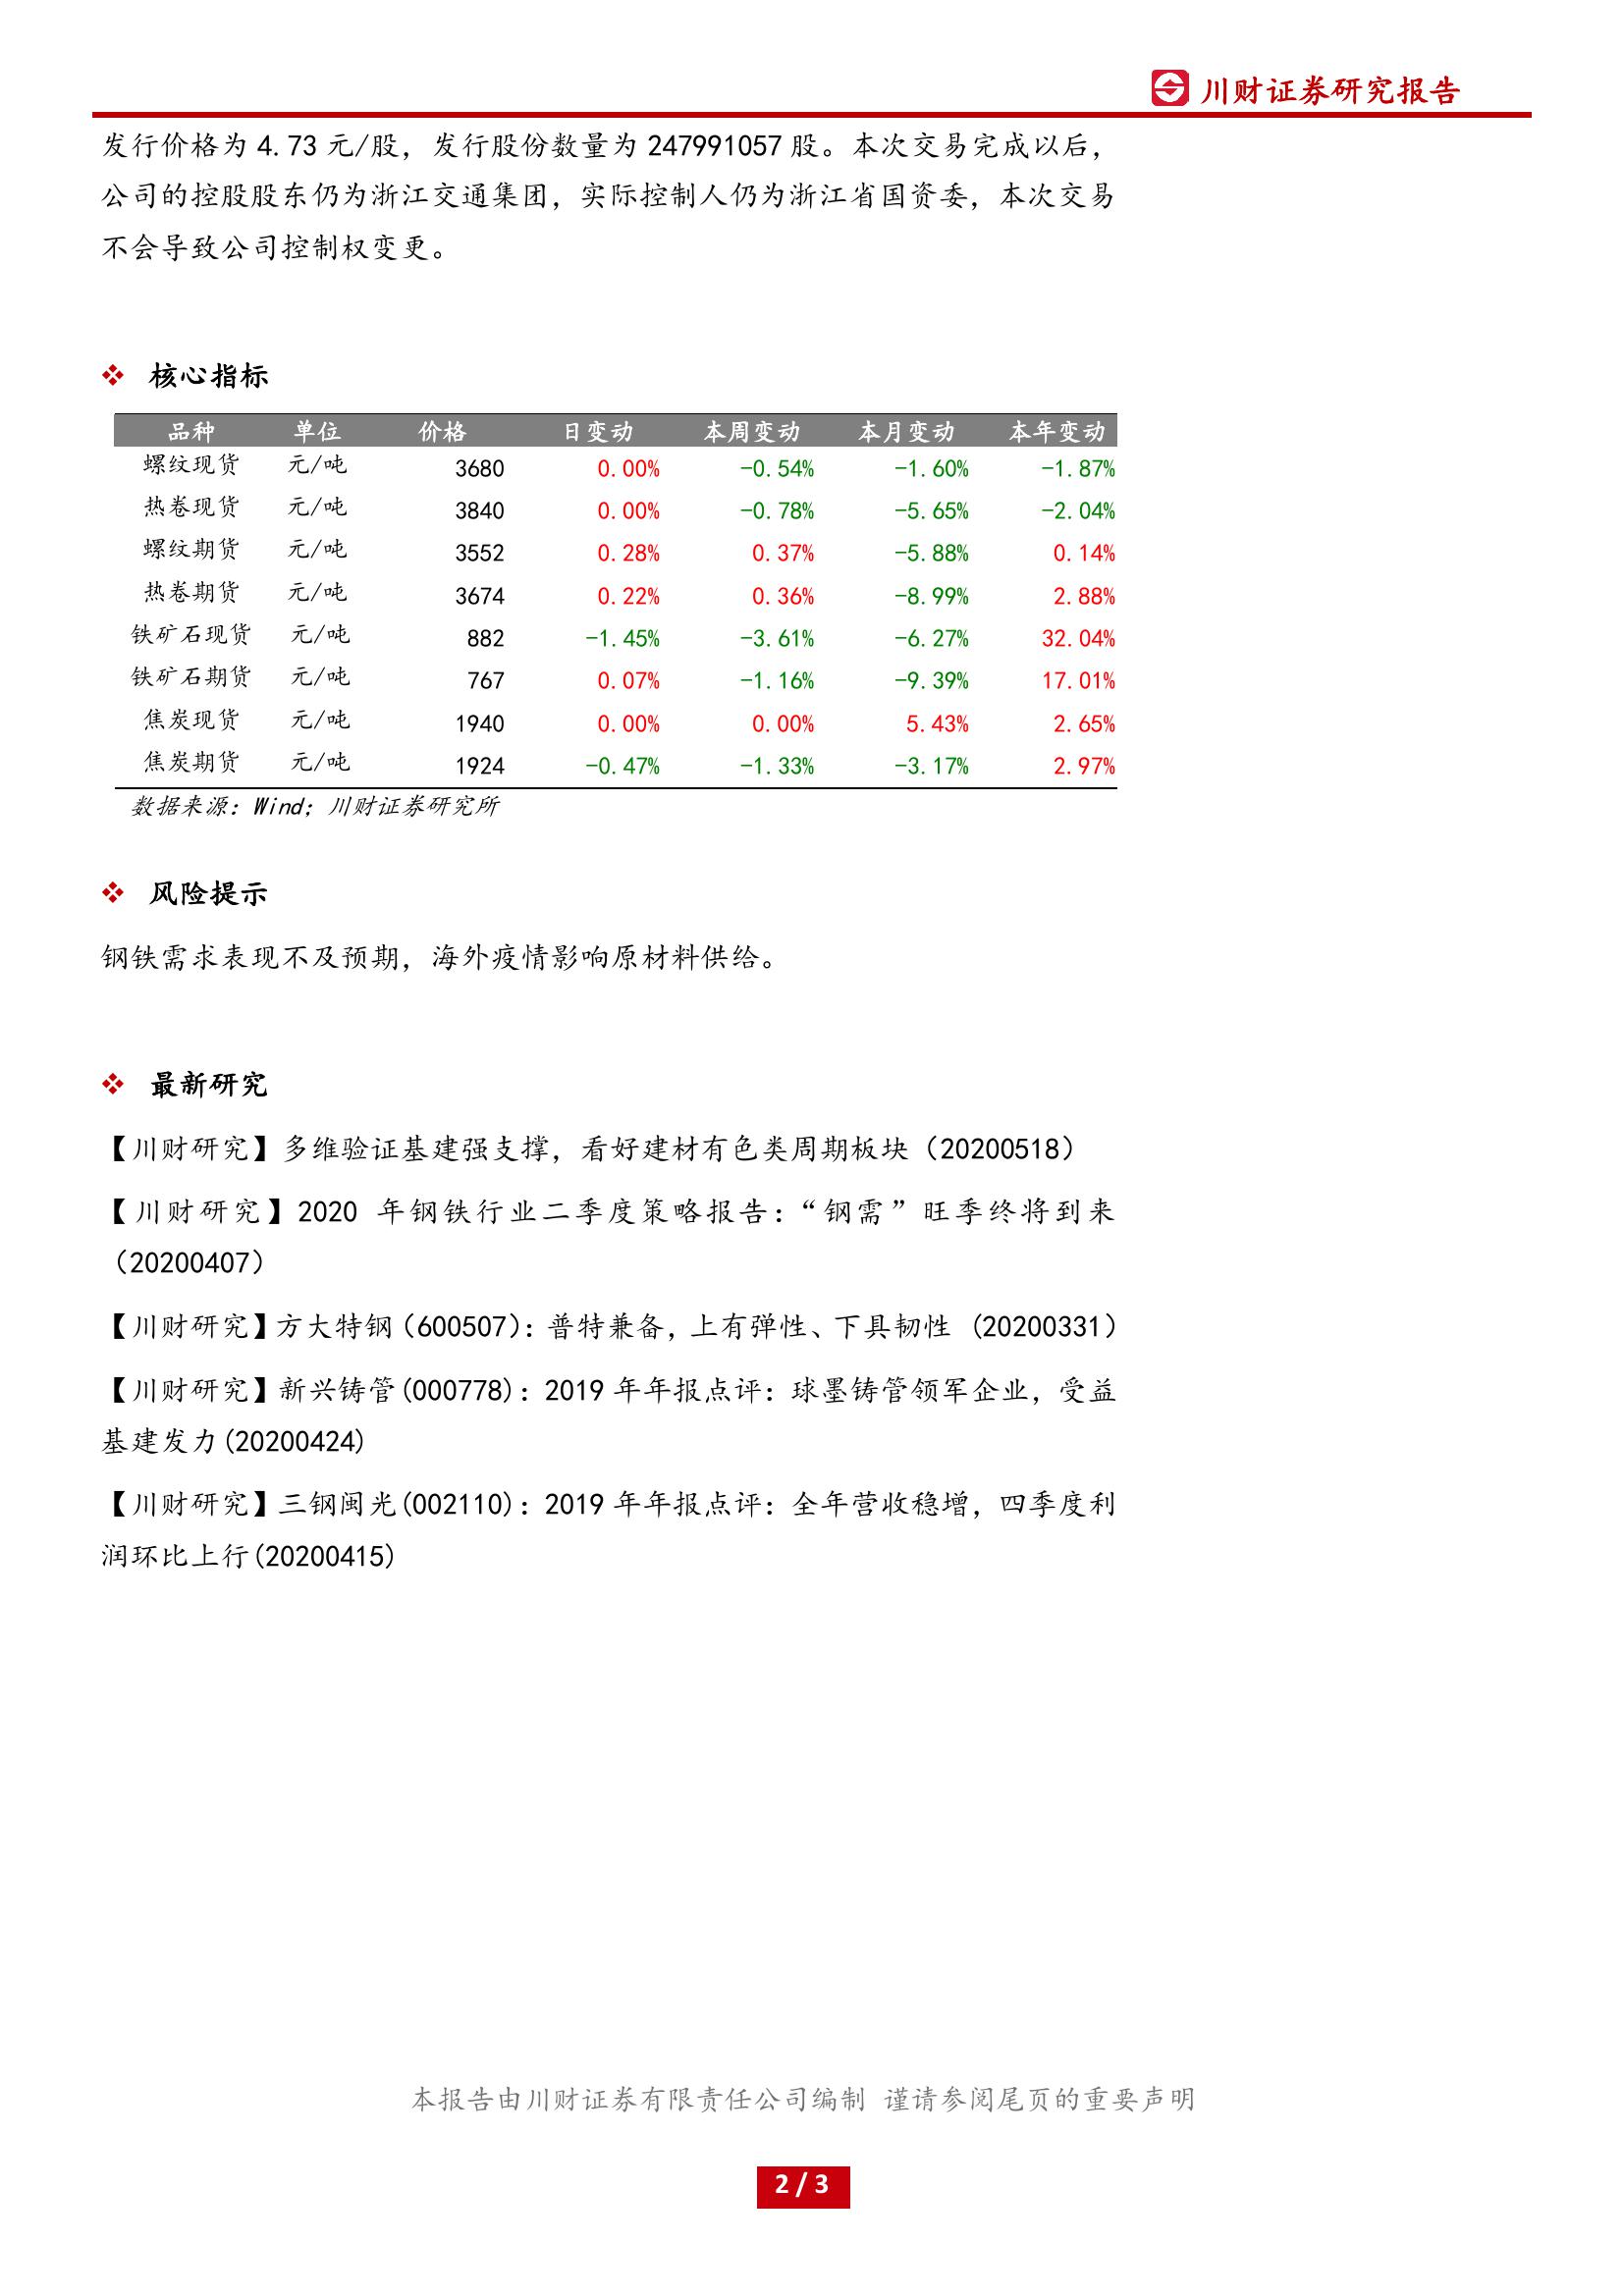 川财证券研究报告
发行价格为 4.73 元/股，发行股份数量为 247991057 股。本次交易完成以后，
公司的控股股东仍为浙江交通集团，实际控制人仍为浙江省国资委，本次交易
不会导致公司控制权变更。
❖ 核心指标
品种 单位 价格 日变动 本周变动 本月变动 本年变动
螺纹现货 元/吨 3680 0.00% -0.54% -1.60% -1.87%
热卷现货 元/吨 3840 0.00% -0.78% -5.65% -2.04%
螺纹期货 元/吨 3552 0.28% 0.37% -5.88% 0.14%
热卷期货 元/吨 3674 0.22% 0.36% -8.99% 2.88%
铁矿石现货 元/吨 882 -1.45% -3.61% -6.27% 32.04%
铁矿石期货 元/吨 767 0.07% -1.16% -9.39% 17.01%
焦炭现货 元/吨 1940 0.00% 0.00% 5.43% 2.65%
焦炭期货 元/吨 1924 -0.47% -1.33% -3.17% 2.97%
数据来源：Wind；川财证券研究所
❖ 风险提示
钢铁需求表现不及预期，海外疫情影响原材料供给。
❖ 最新研究
【川财研究】多维验证基建强支撑，看好建材有色类周期板块（20200518）
【川财研究】2020 年钢铁行业二季度策略报告：“钢需”旺季终将到来
（20200407）
【川财研究】方大特钢（600507）：普特兼备，上有弹性、下具韧性 （20200331）
【川财研究】新兴铸管(000778)：2019 年年报点评：球墨铸管领军企业，受益
基建发力(20200424)
【川财研究】三钢闽光(002110)：2019 年年报点评：全年营收稳增，四季度利
润环比上行(20200415)
本报告由川财证券有限责任公司编制 谨请参阅尾页的重要声明
2 / 3